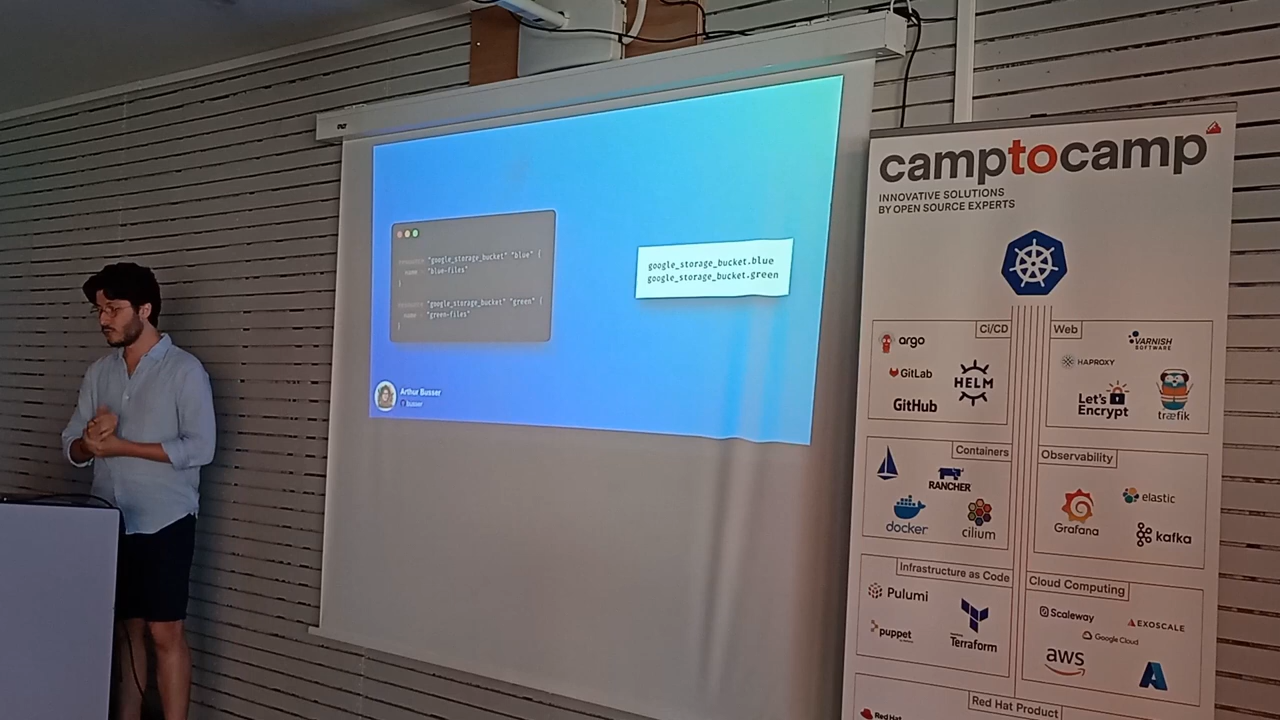 resource "google_storage_bucket" "blue" {
name = "blue-files"
}
resource "google_storage_bucket" "green" {
name = "green-files"
}
google_storage_bucket.blue
google_storage_bucket.green
Arthur Busser
busser
camptocamp
INNOVATIVE SOLUTIONS
BY OPEN SOURCE EXPERTS
Ci/CD
argo
GitLab
HELM
GitHub
Web
VARNISH
SOFTWARE
HAPROXY
Let's
Encrypt
træfik
Containers
RANCHER
docker
cilium
Observability
elastic
Grafana
kafka
Infrastructure as Code
Pulumi
puppet
Terraform
Cloud Computing
Scaleway
EXOSCALE
Google Cloud
aws
Red Hat Product
Red Hat